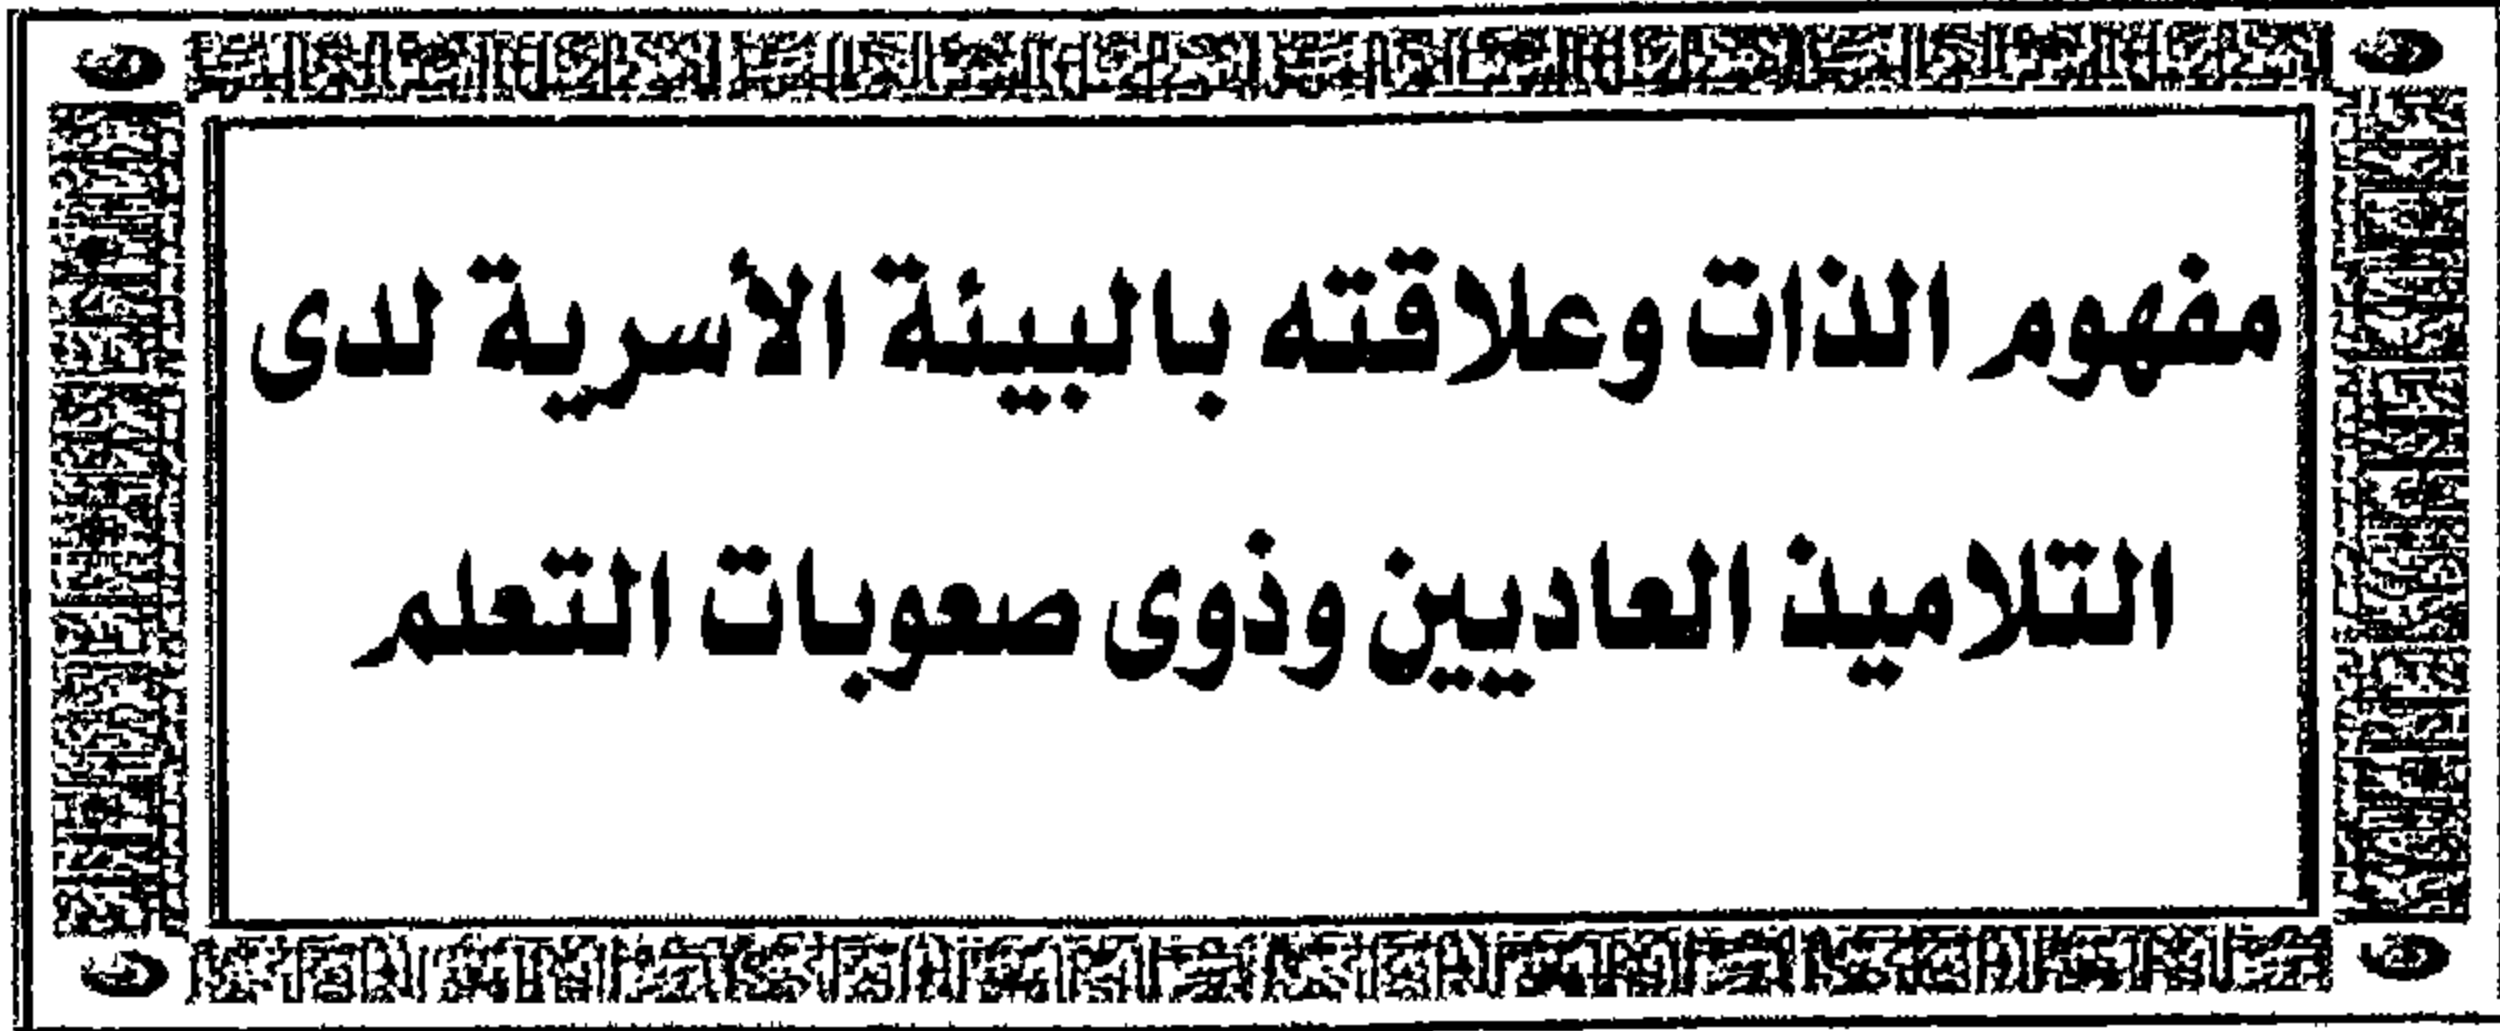 مفهوم الذات وعلاقته بالبيئة الأسرية لدى
التلاميذ العاديين وذوى صعوبات التعلم